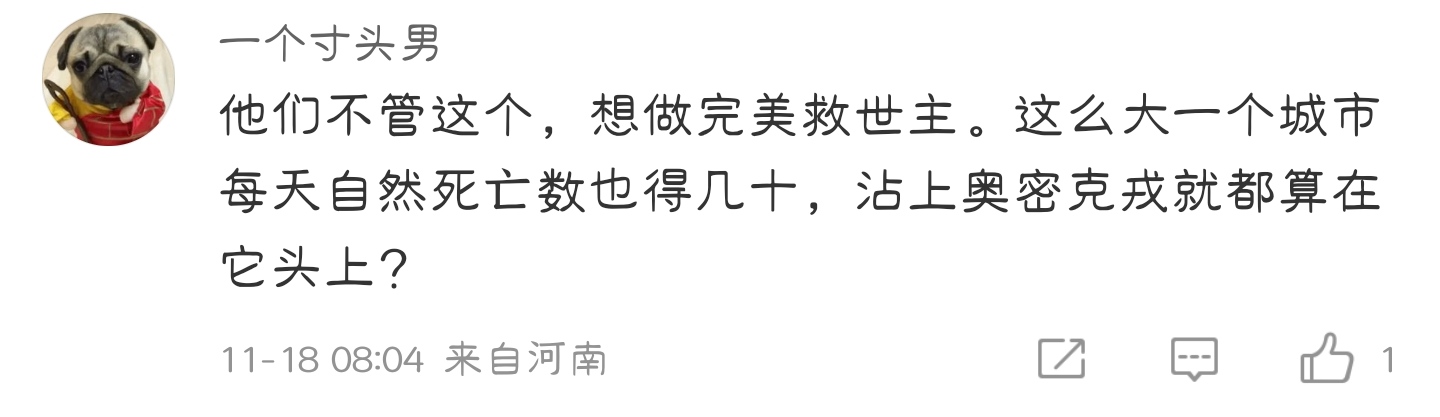 一个寸头男
他们不管这个，想做完美救世主。这么大一个城市
每天自然死亡数也得几十，沾上奥密克戎就都算在
它头上？
11-18 08:04 来自河南
1